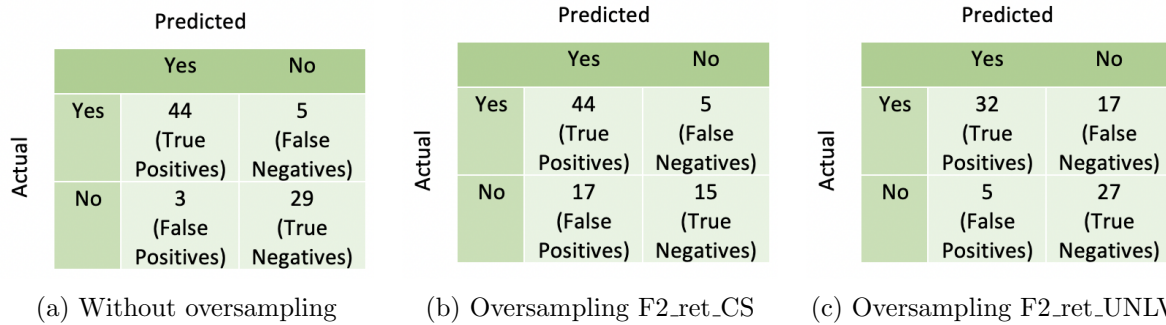 Predicted
Yes No
Actual
Yes 44 (True Positives) 5 (False Negatives)
No 3 (False Positives) 29 (True Negatives)
(a) Without oversampling
Predicted
Yes No
Actual
Yes 44 (True Positives) 5 (False Negatives)
No 17 (False Positives) 15 (True Negatives)
(b) Oversampling F2_ret_CS
Predicted
Yes No
Actual
Yes 32 (True Positives) 17 (False Negatives)
No 5 (False Positives) 27 (True Negatives)
(c) Oversampling F2_ret_UNLV